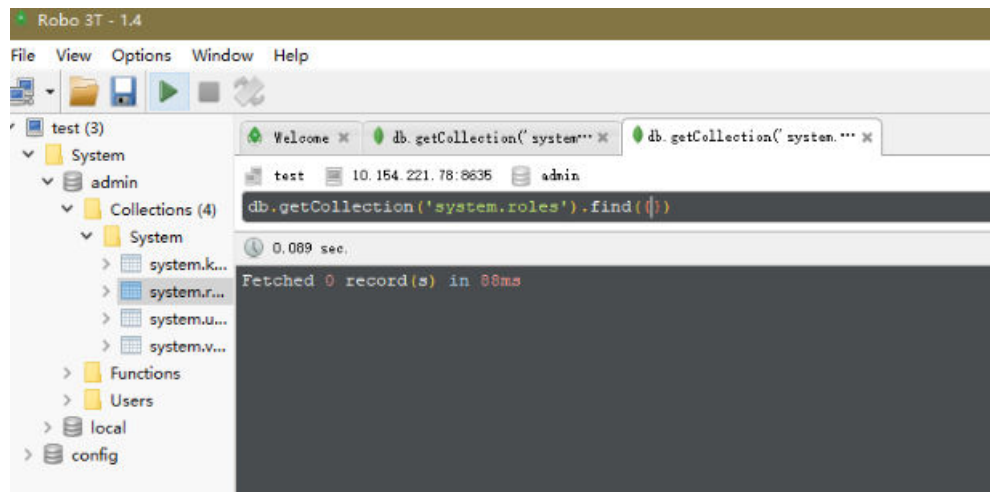 Robo 3T - 1.4
File View Options Window Help
test (3)
System
admin
Collections (4)
System
system.k...
system.r...
system.u...
system.v...
Functions
Users
local
config
Welcome
db.getCollection('system…
db.getCollection('system.…
test 10.154.221.78:8635 admin
db.getCollection('system.roles').find({})
0.089 sec.
Fetched 0 record(s) in 88ms